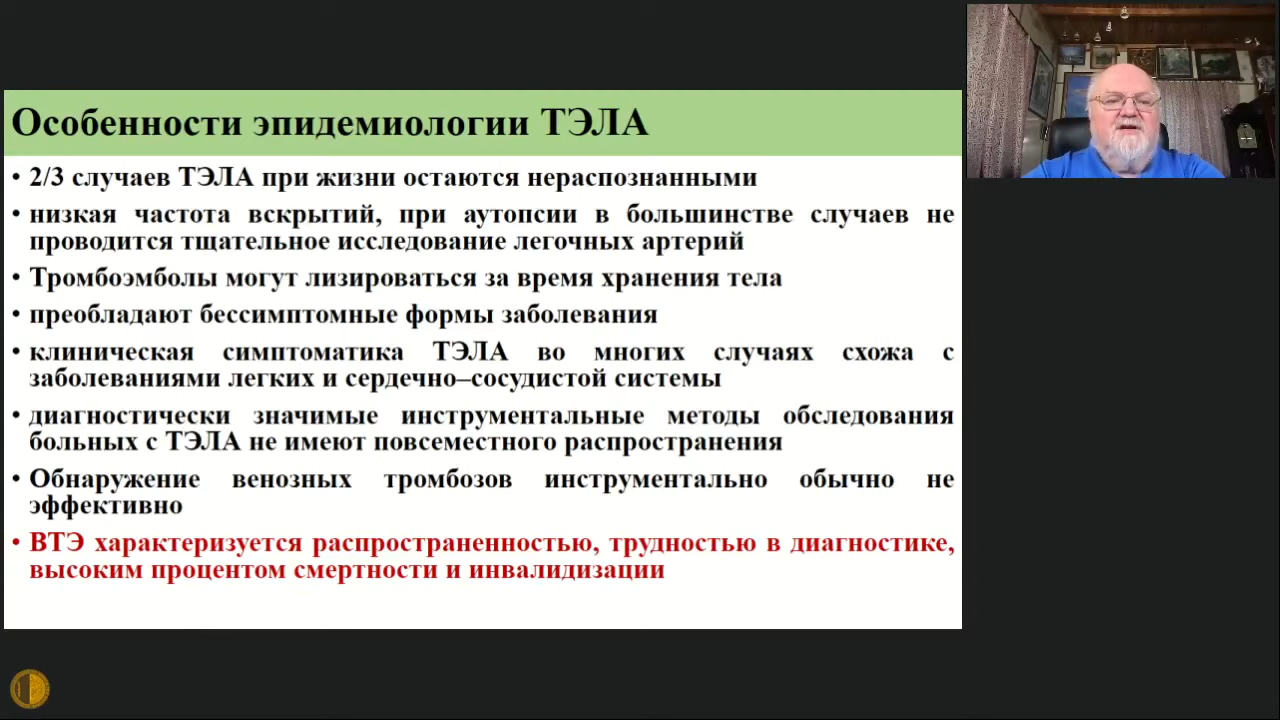 Особенности эпидемиологии ТЭЛА
• 2/3 случаев ТЭЛА при жизни остаются нераспознанными
• низкая частота вскрытий, при аутопсии в большинстве случаев не
проводится тщательное исследование легочных артерий
• Тромбоэмболы могут лизироваться за время хранения тела
• преобладают бессимптомные формы заболевания
• клиническая симптоматика ТЭЛА во многих случаях схожа с
заболеваниями легких и сердечно–сосудистой системы
• диагностически значимые инструментальные методы обследования
больных с ТЭЛА не имеют повсеместного распространения
• Обнаружение венозных тромбозов инструментально обычно не
эффективно
• ВТЭ характеризуется распространенностью, трудностью в диагностике,
высоким процентом смертности и инвалидизации